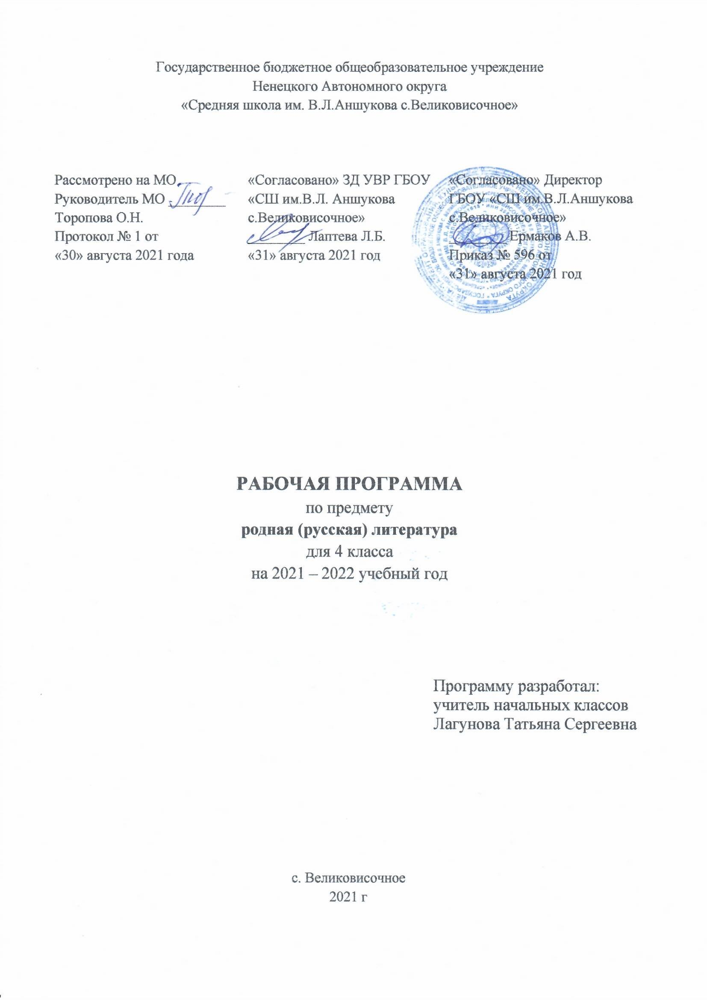 Государственное бюджетное общеобразовательное учреждение
Ненецкого Автономного округа
«Средняя школа им. В.Л.Аншукова с.Великовисочное»
Рассмотрено на МО
Руководитель МО
Торопова О.Н.
Протокол № 1 от
«30» августа 2021 года
«Согласовано» ЗД УВР ГБОУ
«СШ им.В.Л. Аншукова
с.Великовисочное»
Лаптева Л.Б.
«31» августа 2021 год
«Согласовано» Директор
ГБОУ «СШ им.В.Л.Аншукова
с.Великовисочное»
Ермаков А.В.
Приказ № 596 от
«31» августа 2021 год
РАБОЧАЯ ПРОГРАММА
по предмету
родная (русская) литература
для 4 класса
на 2021 – 2022 учебный год
Программу разработал:
учитель начальных классов
Лагунова Татьяна Сергеевна
с. Великовисочное
2021 г